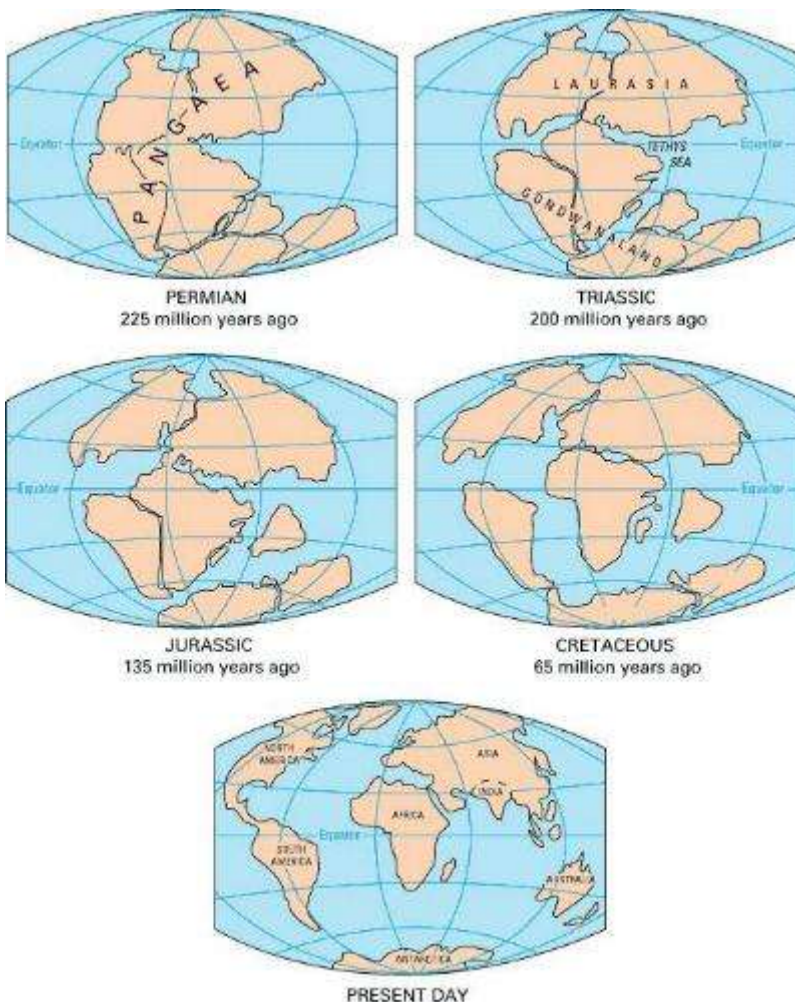 PANGAEA
Equator
PERMIAN
225 million years ago
LAURASIA
TETHYS
SEA
Equator
GONDWANALAND
TRIASSIC
200 million years ago
Equator
JURASSIC
135 million years ago
Equator
CRETACEOUS
65 million years ago
NORTH
AMERICA
ASIA
INDIA
AFRICA
Equator
SOUTH
AMERICA
AUSTRALIA
ANTARCTICA
PRESENT DAY